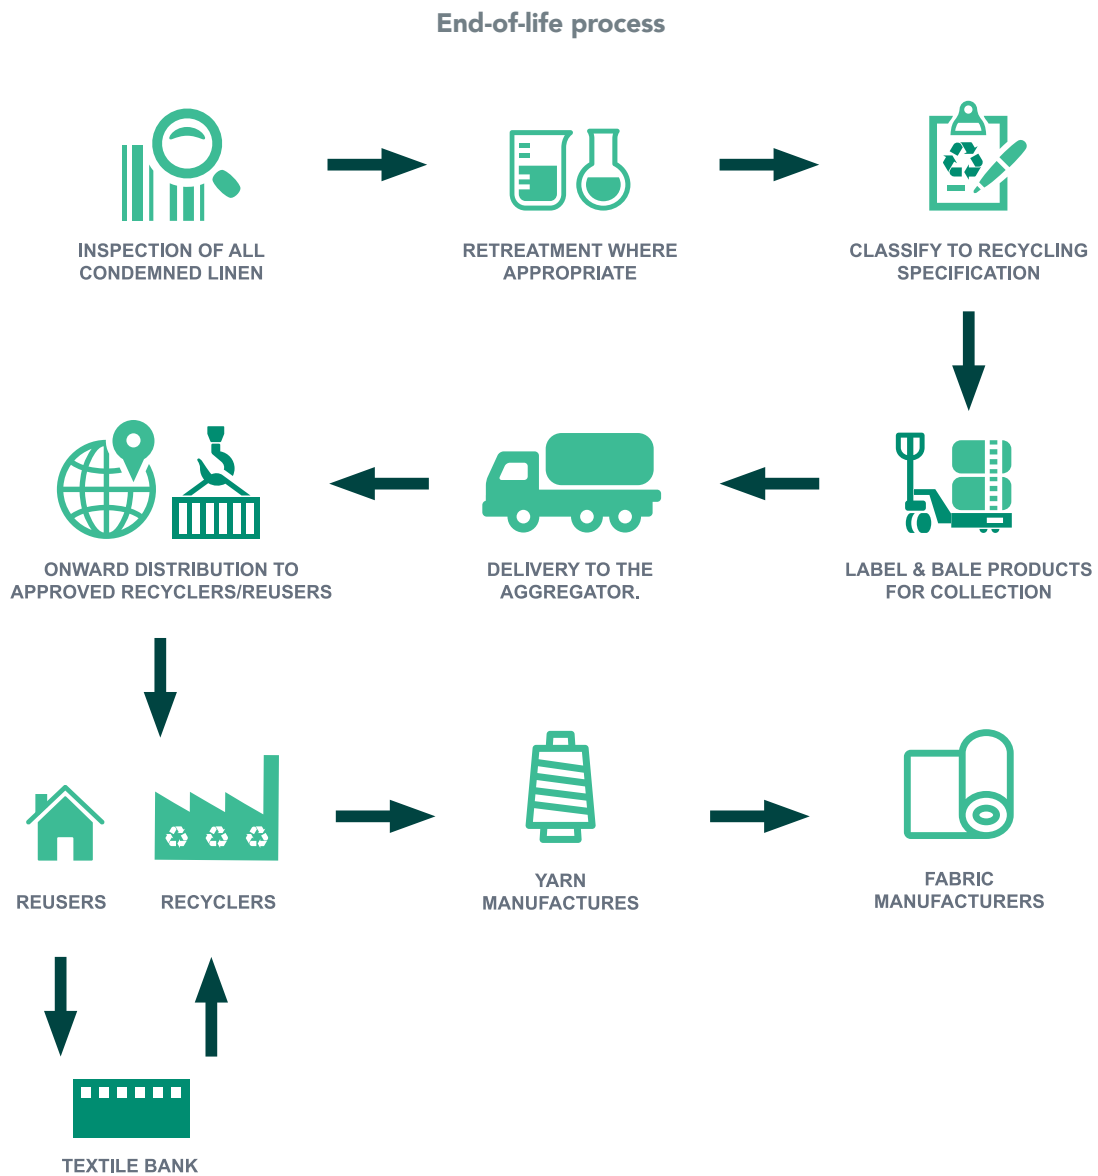 End-of-life process
INSPECTION OF ALL
CONDEMNED LINEN
RETREATMENT WHERE
APPROPRIATE
CLASSIFY TO RECYCLING
SPECIFICATION
ONWARD DISTRIBUTION TO
APPROVED RECYCLERS/REUSERS
DELIVERY TO THE
AGGREGATOR.
LABEL & BALE PRODUCTS
FOR COLLECTION
REUSERS
RECYCLERS
YARN
MANUFACTURES
FABRIC
MANUFACTURERS
TEXTILE BANK